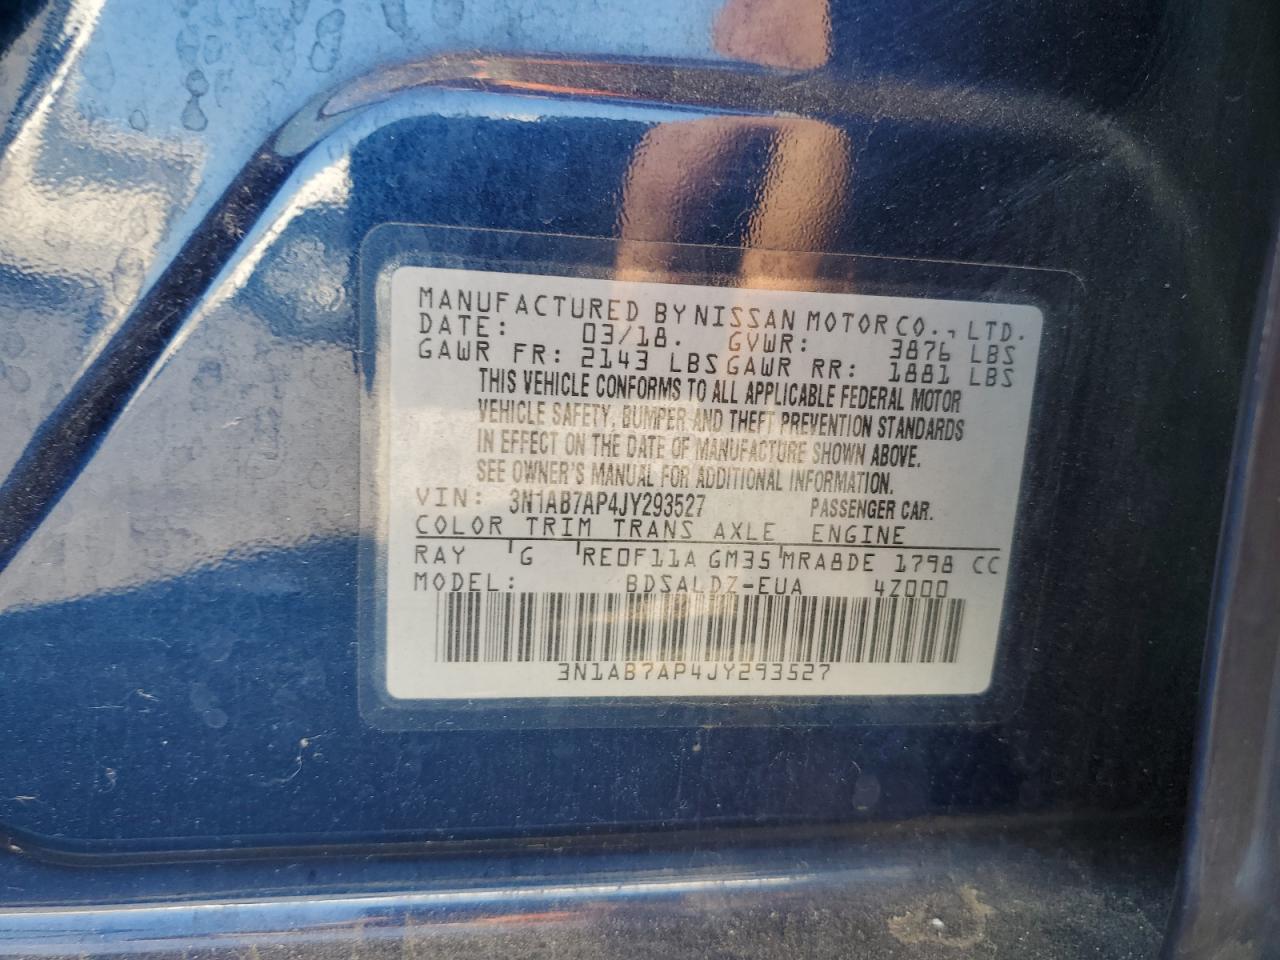 MANUFACTURED BY NISSAN MOTOR CO., LTD.
DATE: 03/18. GVWR: 3876 LBS
GAWR FR: 2143 LBS GAWR RR: 1881 LBS
THIS VEHICLE CONFORMS TO ALL APPLICABLE FEDERAL MOTOR
VEHICLE SAFETY, BUMPER AND THEFT PREVENTION STANDARDS
IN EFFECT ON THE DATE OF MANUFACTURE SHOWN ABOVE.
SEE OWNER'S MANUAL FOR ADDITIONAL INFORMATION.
VIN: 3N1AB7AP4JY293527 PASSENGER CAR.
COLOR TRIM TRANS AXLE ENGINE
RAY G RE0F11A GM35 MRA8DE 1798 CC
MODEL: BDSALDZ-EUA 4Z000
3N1AB7AP4JY293527